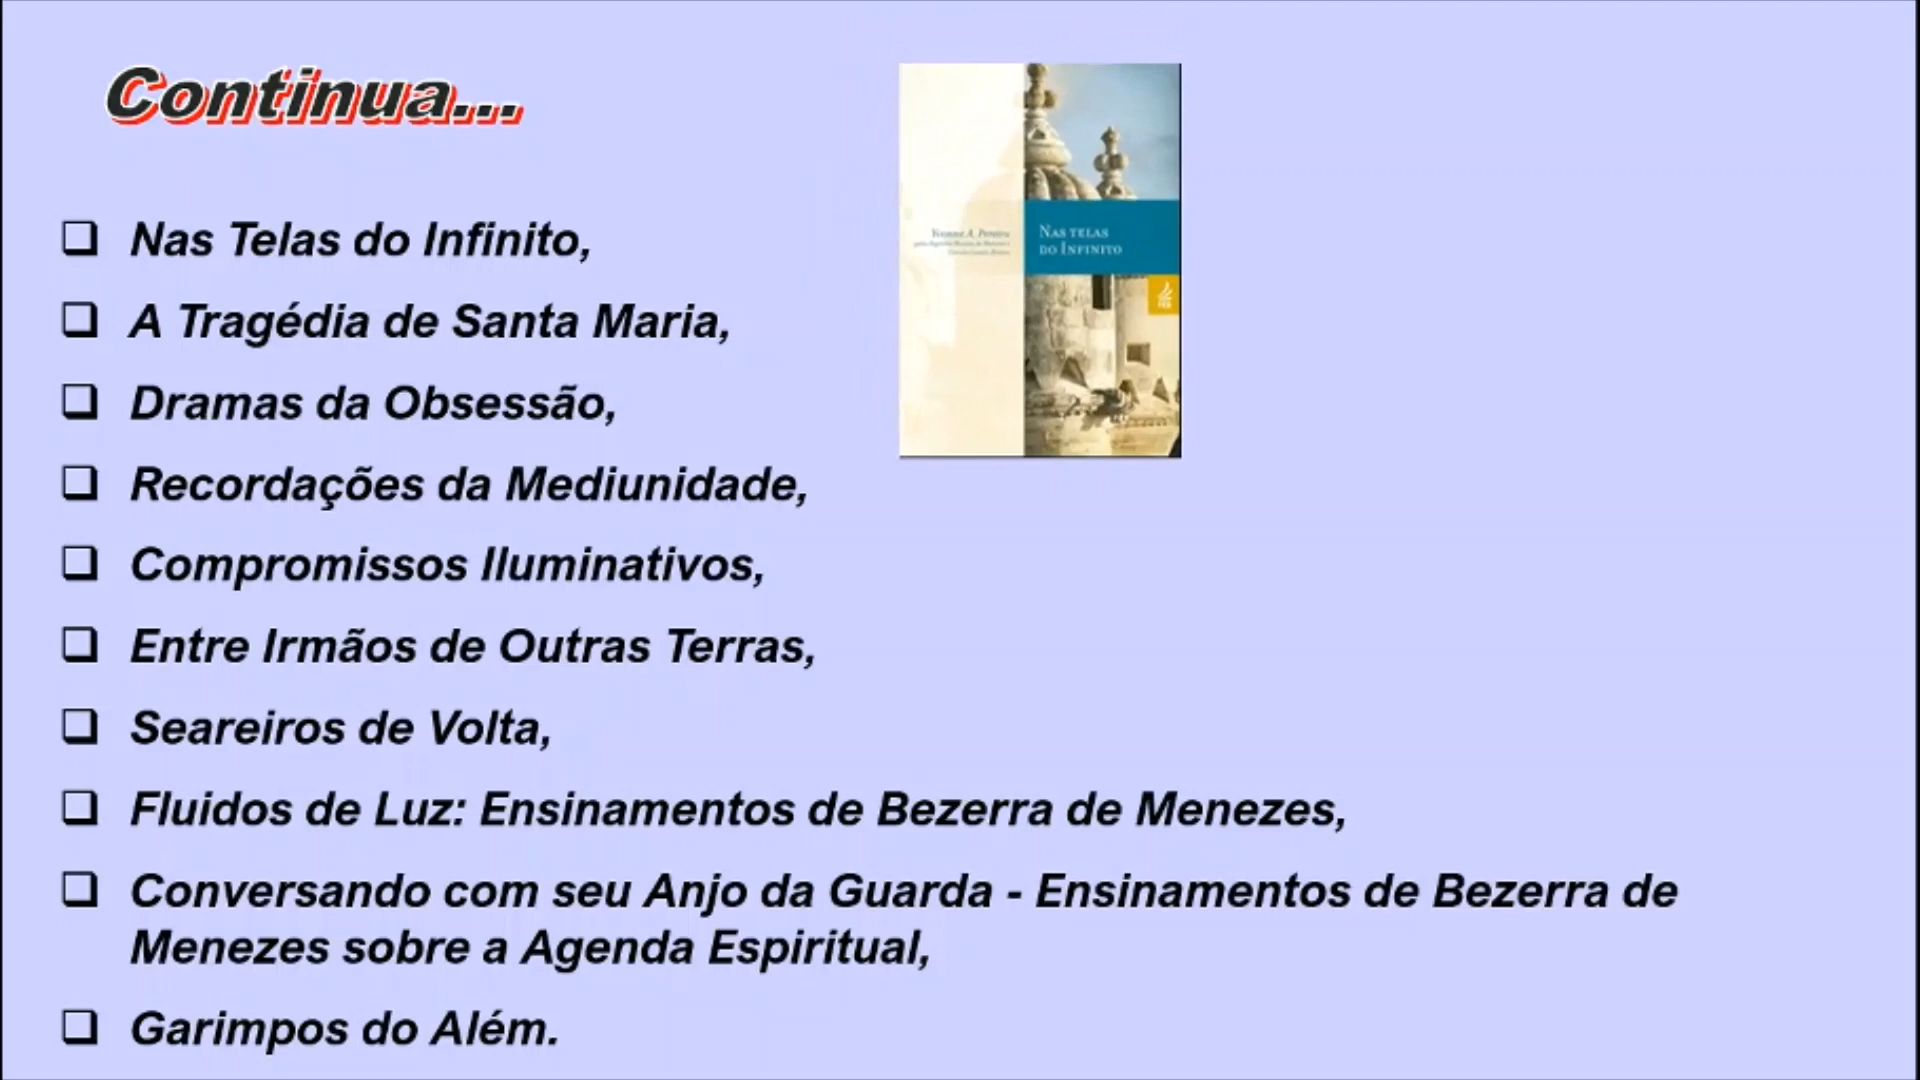 Continua...
Nas Telas do Infinito,
A Tragédia de Santa Maria,
Dramas da Obsessão,
Recordações da Mediunidade,
Compromissos Iluminativos,
Entre Irmãos de Outras Terras,
Seareiros de Volta,
Fluidos de Luz: Ensinamentos de Bezerra de Menezes,
Conversando com seu Anjo da Guarda - Ensinamentos de Bezerra de
Menezes sobre a Agenda Espiritual,
Garimpos do Além.
Yvonne A. Pereira
NAS TELAS
DO INFINITO